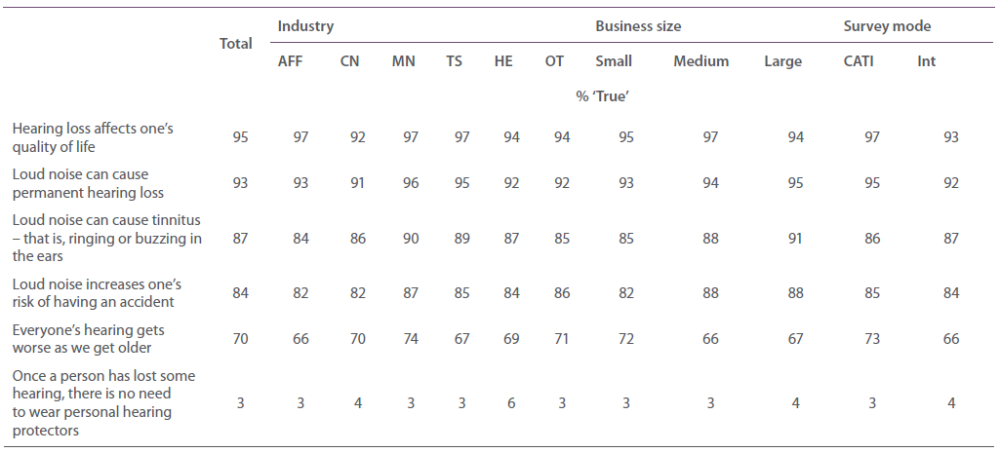 Industry Business size Survey mode
Total
AFF CN MN TS HE OT Small Medium Large CATI Int
% ‘True’
Hearing loss affects one’s
quality of life
95 97 92 97 97 94 94 95 97 94 97 93
Loud noise can cause
permanent hearing loss
93 93 91 96 95 92 92 93 94 95 95 92
Loud noise can cause tinnitus
– that is, ringing or buzzing in
the ears
87 84 86 90 89 87 85 85 88 91 86 87
Loud noise increases one’s
risk of having an accident
84 82 82 87 85 84 86 82 88 88 85 84
Everyone’s hearing gets
worse as we get older
70 66 70 74 67 69 71 72 66 67 73 66
Once a person has lost some
hearing, there is no need
to wear personal hearing
protectors
3 3 4 3 3 6 3 3 3 4 3 4